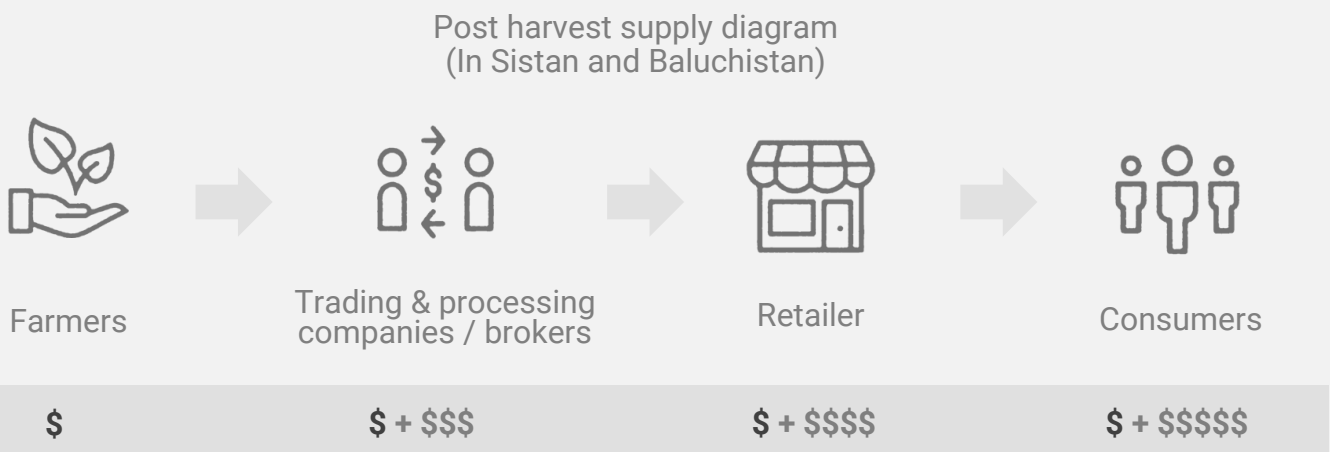 Post harvest supply diagram
(In Sistan and Baluchistan)
$
Farmers
Trading & processing
companies / brokers
Retailer
Consumers
$
$ + $$$
$ + $$$$
$ + $$$$$